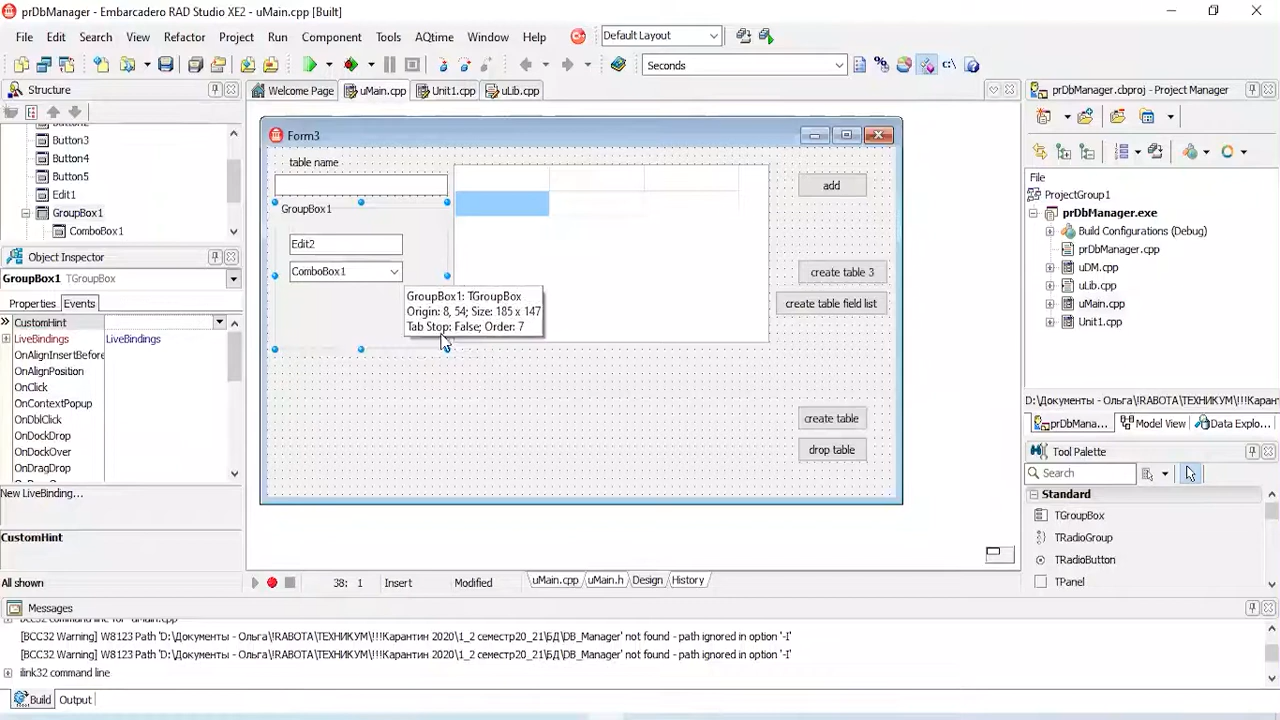 prDbManager - Embarcadero RAD Studio XE2 - uMain.cpp [Built]
File Edit Search View Refactor Project Run Component Tools AQtime Window Help Default Layout
Seconds
Structure
Button3
Button4
Button5
Edit1
GroupBox1
ComboBox1
Object Inspector
GroupBox1 TGroupBox
Properties Events
CustomHint
LiveBindings LiveBindings
OnAlignInsertBefore
OnAlignPosition
OnClick
OnContextPopup
OnDblClick
OnDockDrop
OnDockOver
OnDragDrop
New LiveBinding...
CustomHint
All shown
Welcome Page uMain.cpp Unit1.cpp uLib.cpp
Form3
table name
GroupBox1
Edit2
ComboBox1
GroupBox1: TGroupBox
Origin: 8, 54; Size: 185 x 147
Tab Stop: False; Order: 7
add
create table 3
create table field list
create table
drop table
38: 1 Insert Modified uMain.cpp uMain.h Design History
prDbManager.cbproj - Project Manager
File
ProjectGroup1
prDbManager.exe
Build Configurations (Debug)
prDbManager.cpp
uDM.cpp
uLib.cpp
uMain.cpp
Unit1.cpp
D:\Документы - Ольга\!RABOTA\ТЕХНИКУМ\!!!Карантин
prDbMana... Model View Data Explo...
Tool Palette
Search
Standard
TGroupBox
TRadioGroup
TRadioButton
TPanel
Messages
[BCC32 Warning] W8123 Path 'D:\Документы - Ольга\!RABOTA\ТЕХНИКУМ\!!!Карантин 2020\1_2 семестр20_21\БД\DB_Manager' not found - path ignored in option '-I'
[BCC32 Warning] W8123 Path 'D:\Документы - Ольга\!RABOTA\ТЕХНИКУМ\!!!Карантин 2020\1_2 семестр20_21\БД\DB_Manager' not found - path ignored in option '-I'
ilink32 command line
Build Output